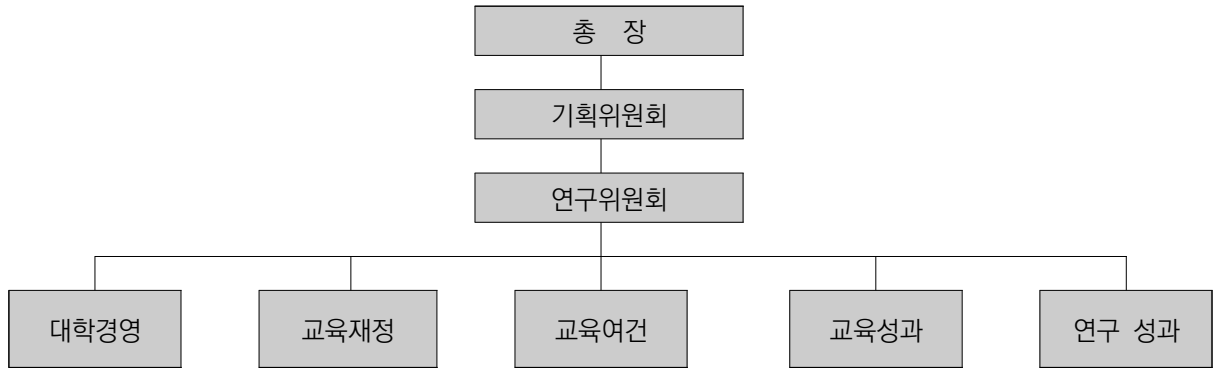 총 장
기획위원회
연구위원회
대학경영
교육재정
교육여건
교육성과
연구 성과